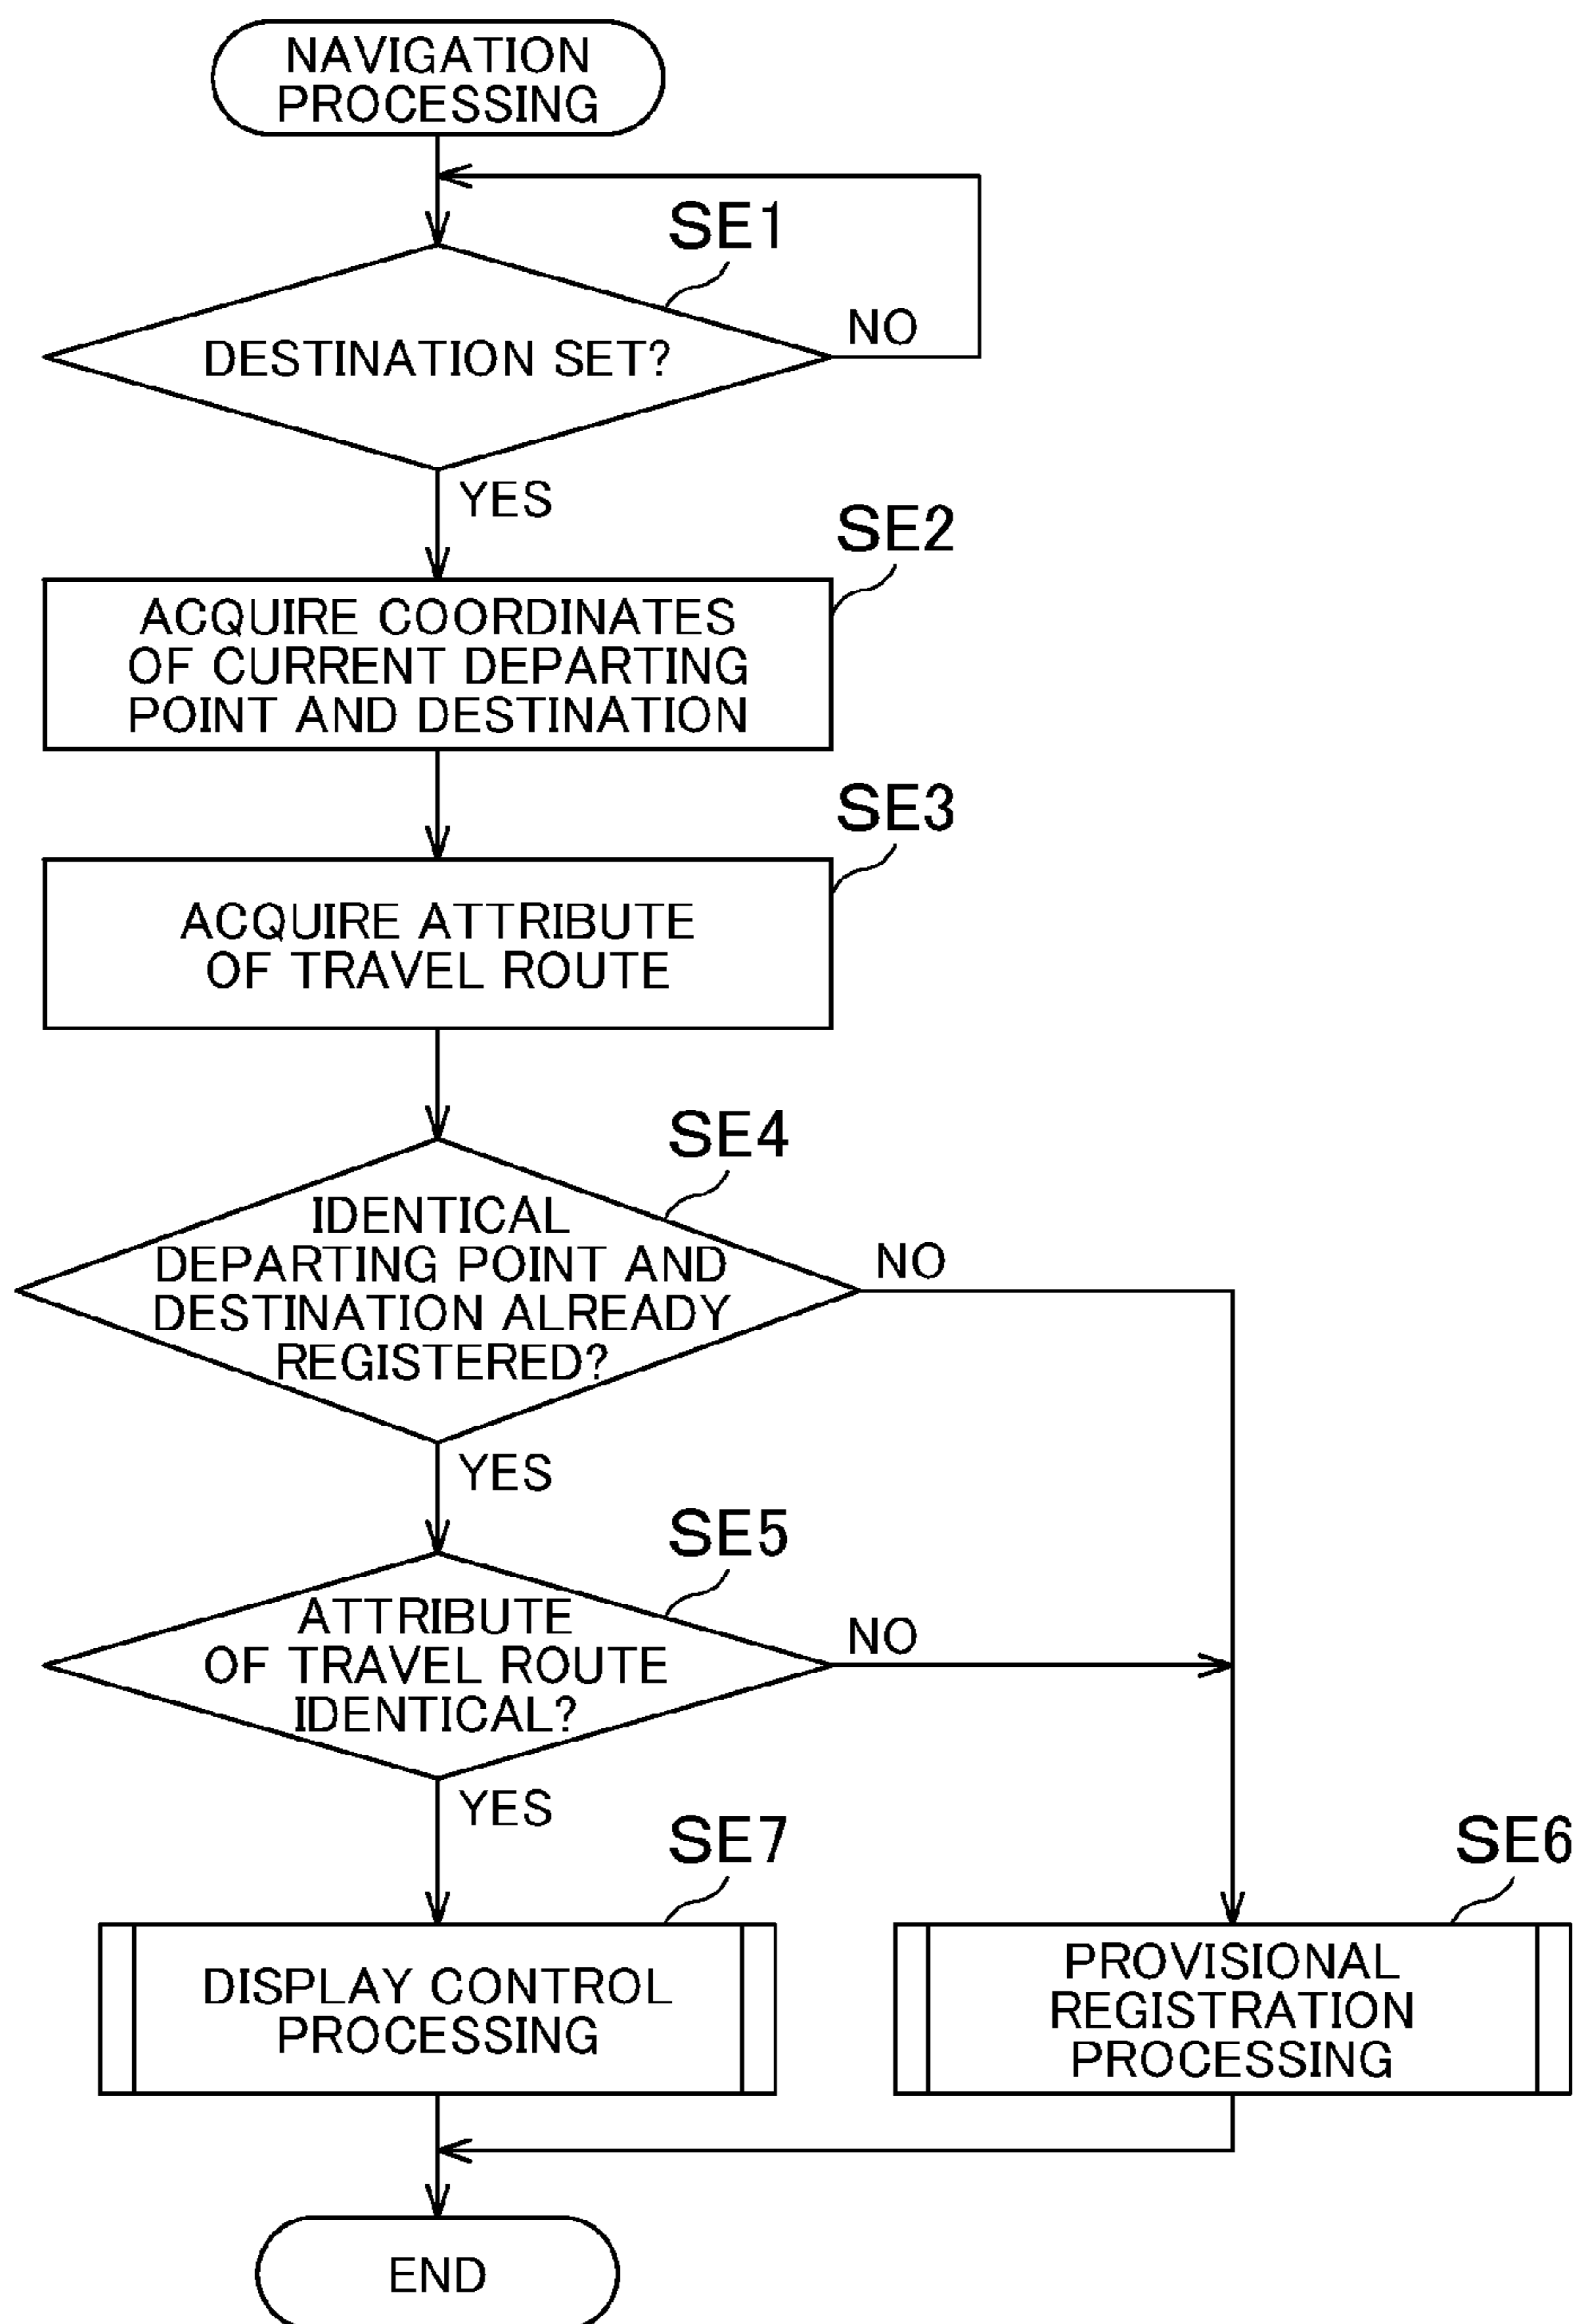 NAVIGATION
PROCESSING
SE1
DESTINATION SET?
NO
YES
SE2
ACQUIRE COORDINATES
OF CURRENT DEPARTING
POINT AND DESTINATION
SE3
ACQUIRE ATTRIBUTE
OF TRAVEL ROUTE
SE4
IDENTICAL
DEPARTING POINT AND
DESTINATION ALREADY
REGISTERED?
NO
YES
SE5
ATTRIBUTE
OF TRAVEL ROUTE
IDENTICAL?
NO
YES
SE7
DISPLAY CONTROL
PROCESSING
SE6
PROVISIONAL
REGISTRATION
PROCESSING
END